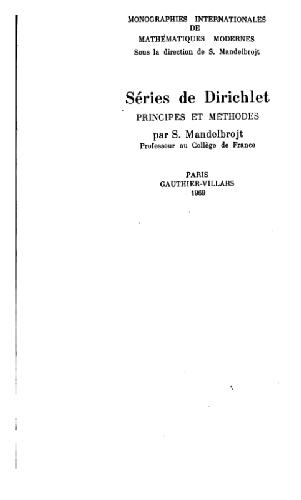 MONOGRAPHIES INTERNATIONALES
DE
MATHÉMATIQUES MODERNES
Sous la direction de S. Mandelbrojt
Séries de Dirichlet
PRINCIPES ET MÉTHODES
par S. Mandelbrojt
Professeur au Collège de France
PARIS
GAUTHIER-VILLARS
1969